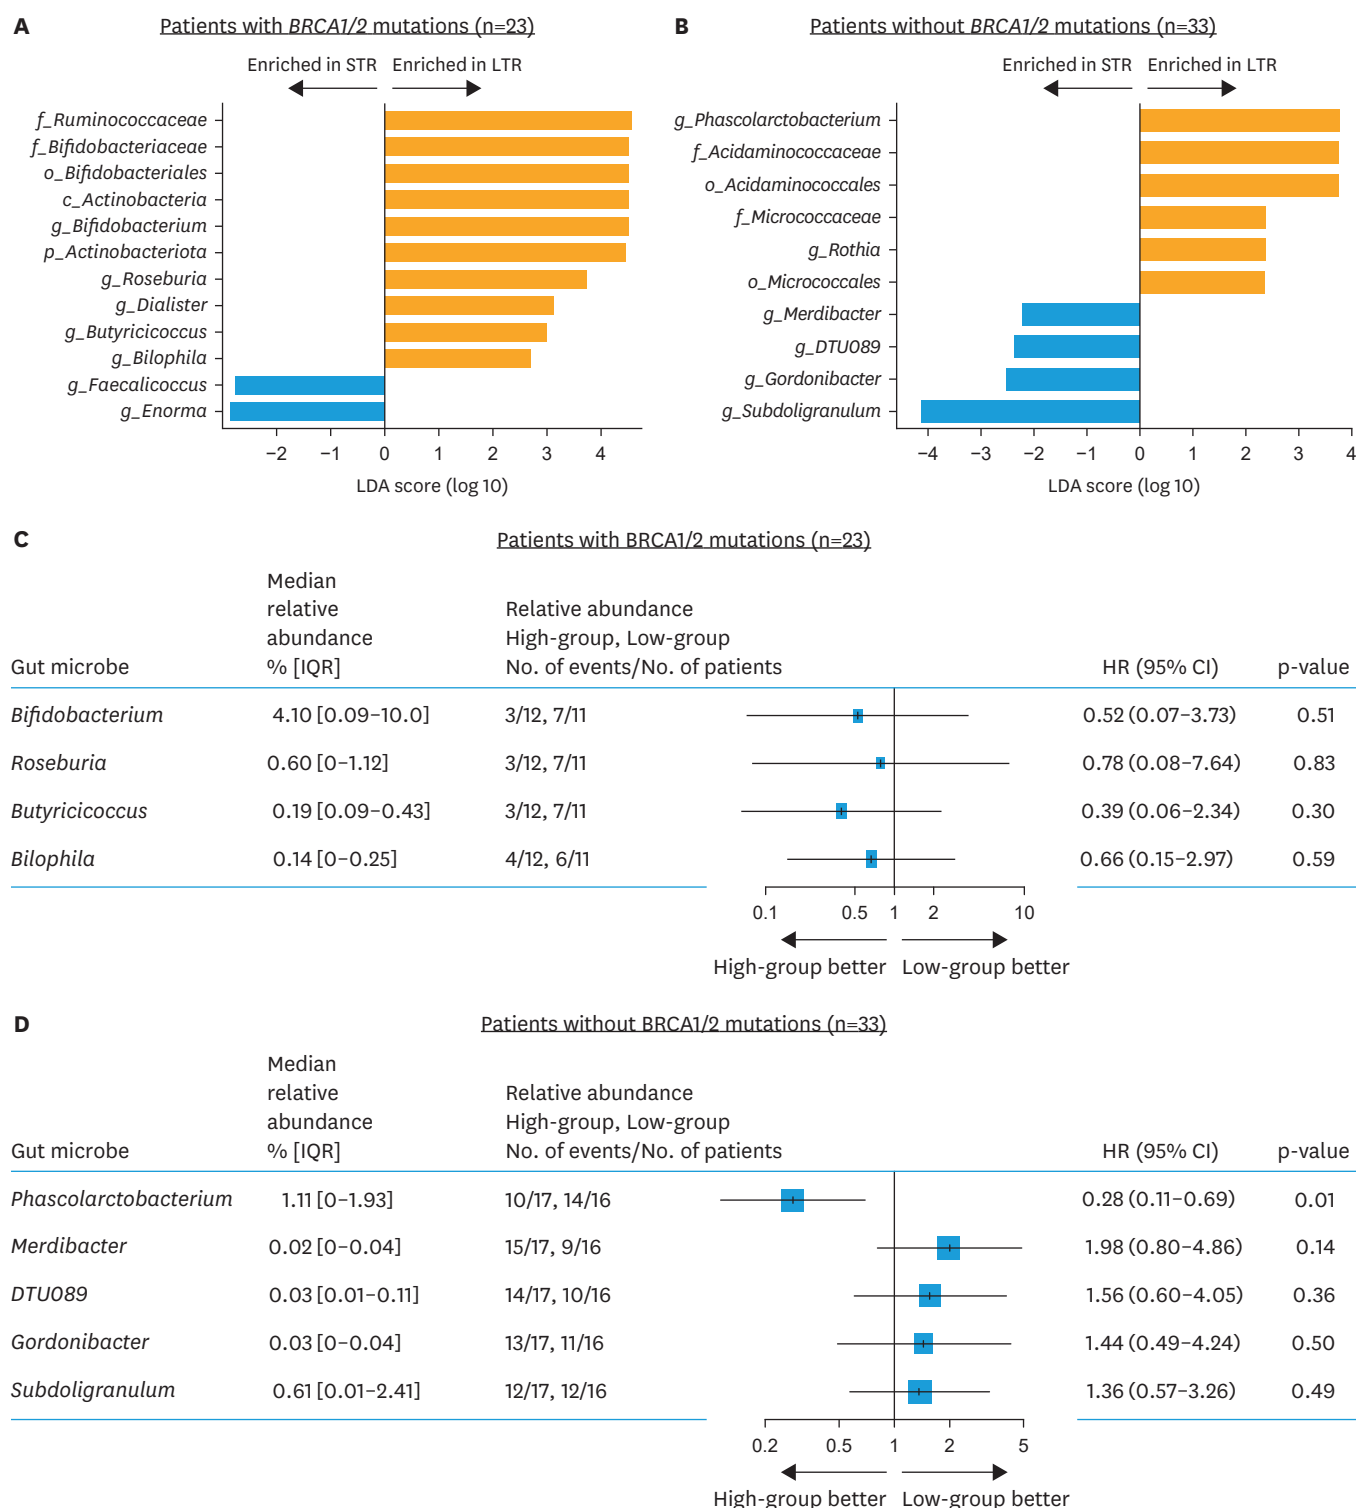 A Patients with BRCA1/2 mutations (n=23)
Enriched in STR Enriched in LTR
f_Ruminococcaceae
f_Bifidobacteriaceae
o_Bifidobacteriales
c_Actinobacteria
g_Bifidobacterium
p_Actinobacteriota
g_Roseburia
g_Dialister
g_Butyricicoccus
g_Bilophila
g_Faecalicoccus
g_Enorma
−2 −1 0 1 2 3 4
LDA score (log 10)
B Patients without BRCA1/2 mutations (n=33)
Enriched in STR Enriched in LTR
g_Phascolarctobacterium
f_Acidaminococcaceae
o_Acidaminococcales
f_Micrococcaceae
g_Rothia
o_Micrococcales
g_Merdibacter
g_DTU089
g_Gordonibacter
g_Subdoligranulum
−4 −3 −2 −1 0 1 2 3 4
LDA score (log 10)
C Patients with BRCA1/2 mutations (n=23)
Median
relative Relative abundance
abundance High-group, Low-group
Gut microbe % [IQR] No. of events/No. of patients HR (95% CI) p-value
Bifidobacterium 4.10 [0.09−10.0] 3/12, 7/11 0.52 (0.07−3.73) 0.51
Roseburia 0.60 [0−1.12] 3/12, 7/11 0.78 (0.08−7.64) 0.83
Butyricicoccus 0.19 [0.09−0.43] 3/12, 7/11 0.39 (0.06−2.34) 0.30
Bilophila 0.14 [0−0.25] 4/12, 6/11 0.66 (0.15−2.97) 0.59
0.1 0.5 1 2 10
High-group better Low-group better
D Patients without BRCA1/2 mutations (n=33)
Median
relative Relative abundance
abundance High-group, Low-group
Gut microbe % [IQR] No. of events/No. of patients HR (95% CI) p-value
Phascolarctobacterium 1.11 [0−1.93] 10/17, 14/16 0.28 (0.11−0.69) 0.01
Merdibacter 0.02 [0−0.04] 15/17, 9/16 1.98 (0.80−4.86) 0.14
DTU089 0.03 [0.01−0.11] 14/17, 10/16 1.56 (0.60−4.05) 0.36
Gordonibacter 0.03 [0−0.04] 13/17, 11/16 1.44 (0.49−4.24) 0.50
Subdoligranulum 0.61 [0.01−2.41] 12/17, 12/16 1.36 (0.57−3.26) 0.49
0.2 0.5 1 2 5
High-group better Low-group better